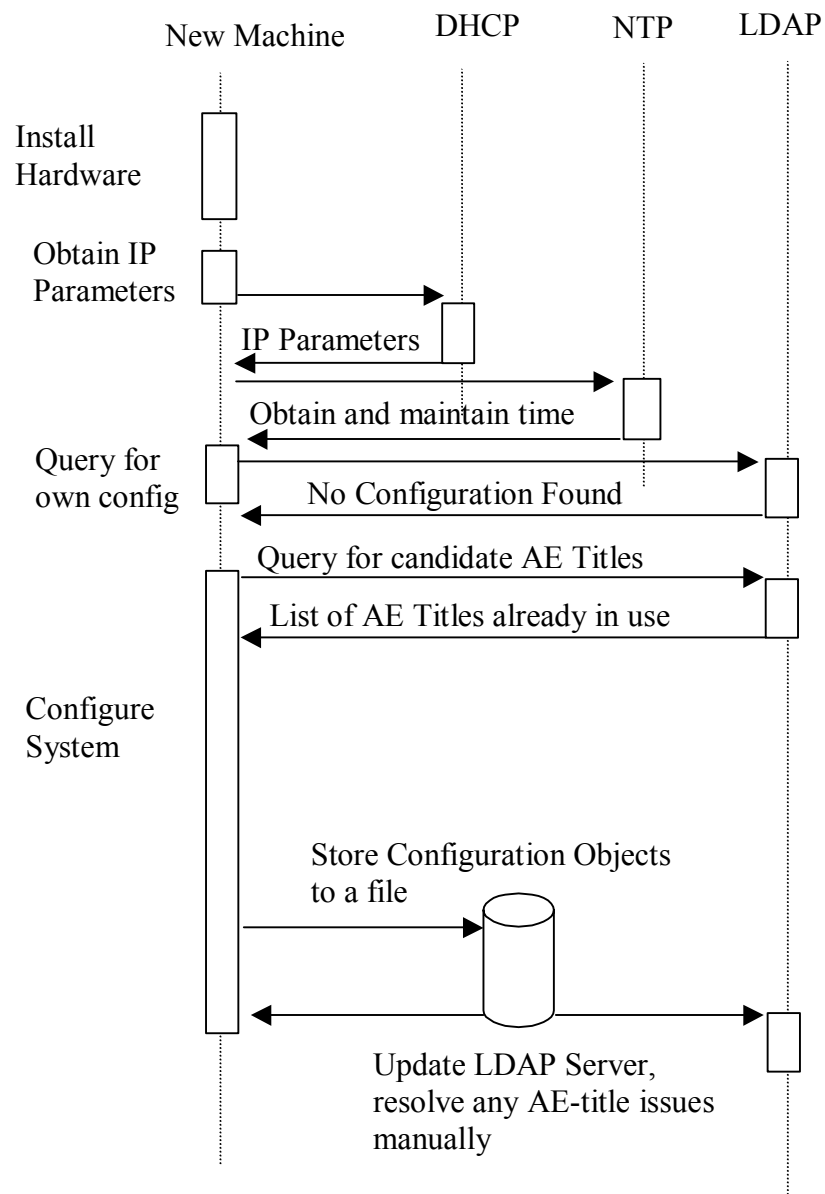 New Machine
DHCP
NTP
LDAP
Install
Hardware
Obtain IP
Parameters
IP Parameters
Obtain and maintain time
Query for
own config
No Configuration Found
Query for candidate AE Titles
List of AE Titles already in use
Configure
System
Store Configuration Objects
to a file
Update LDAP Server,
resolve any AE-title issues
manually